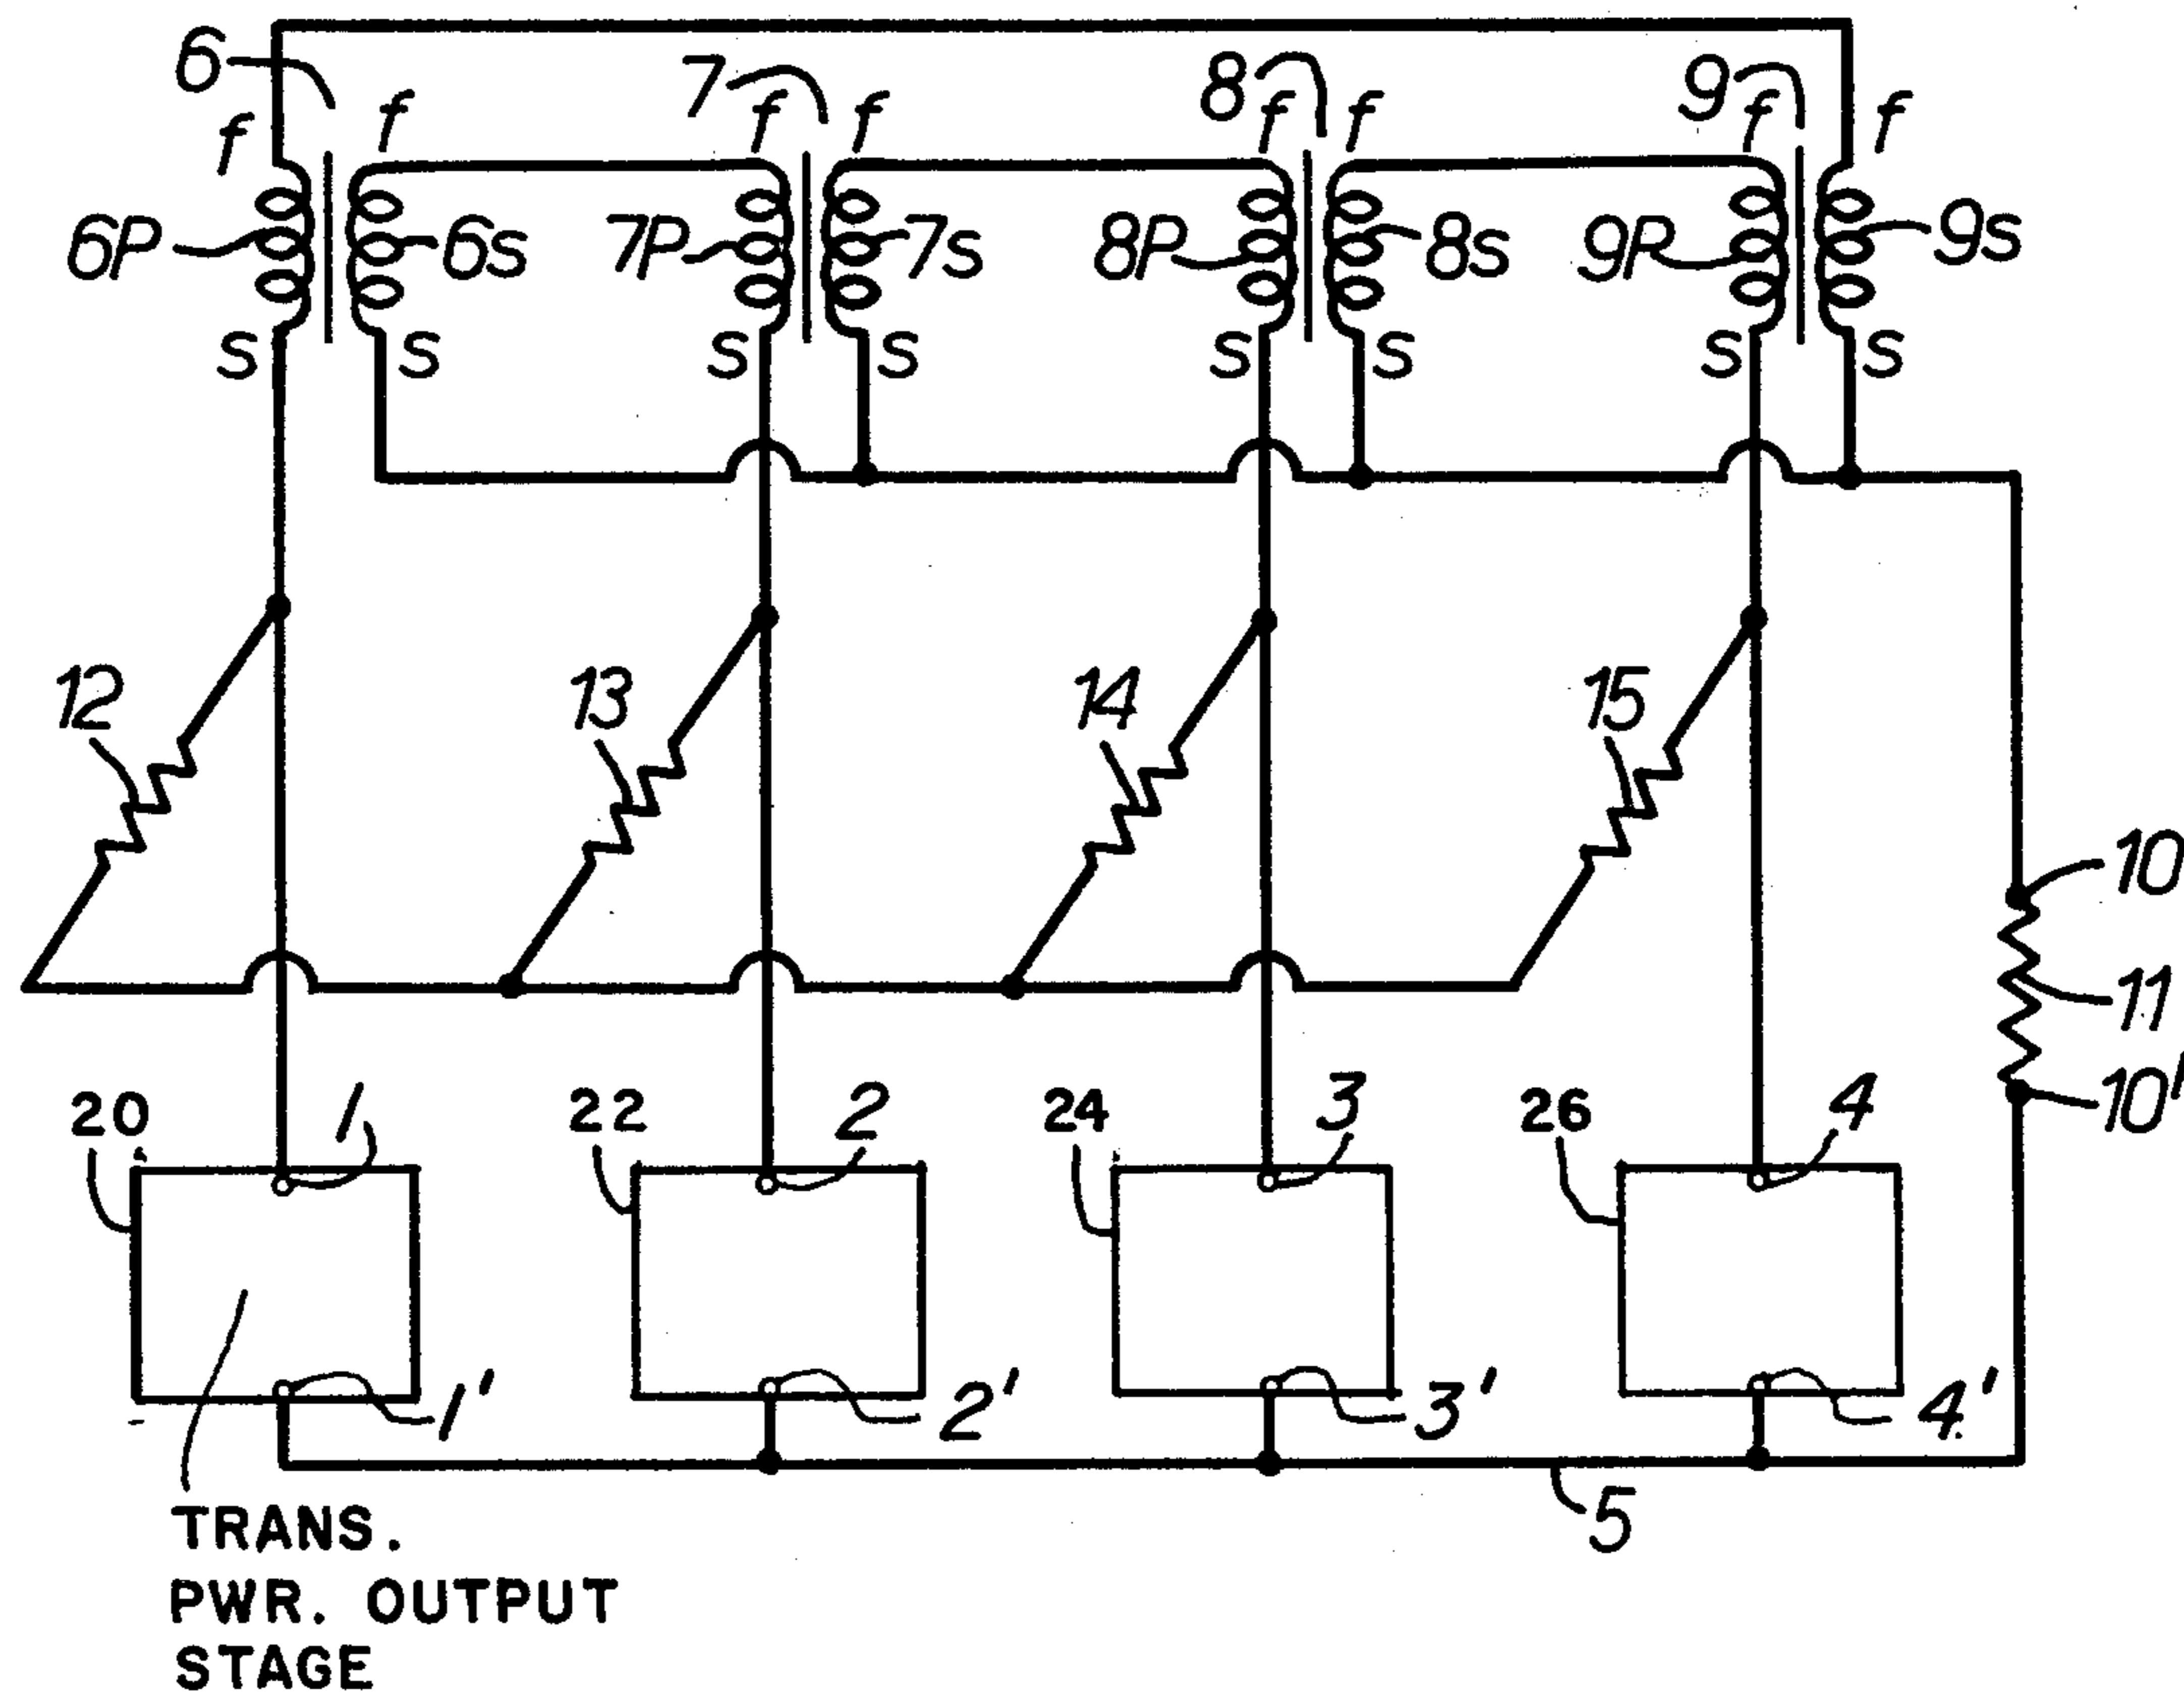 6 7 8 9
f f f f f f f f
6P 6s 7P 7s 8P 8s 9P 9s
s s s s s s s s
12 13 14 15
10
11
10'
20 1 22 2 24 3 26 4
1' 2' 3' 4'
5
TRANS.
PWR. OUTPUT
STAGE